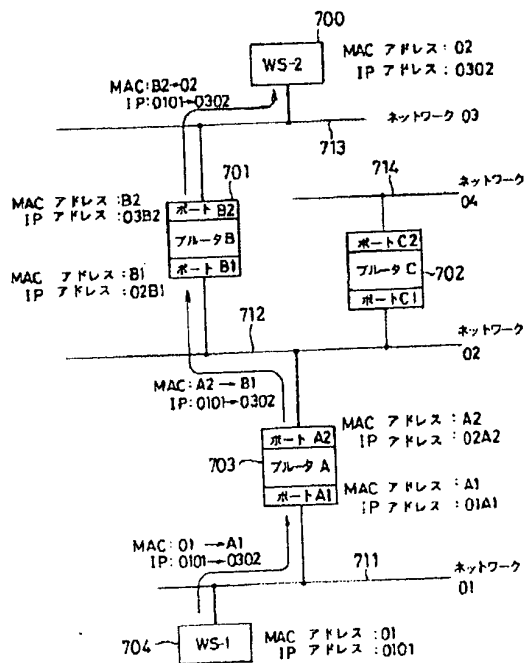 700
WS-2
MAC アドレス:02
IP アドレス:0302
MAC:B2→02
IP:0101→0302
ネットワーク 03
713
701
714
ネットワーク
04
MAC アドレス:B2
IP アドレス:03B2
ポート B2
ブルータ B
ポート B1
MAC アドレス:B1
IP アドレス:02B1
ポート C2
ブルータ C
ポート C1
702
712
ネットワーク
02
MAC:A2→B1
IP:0101→0302
703
ポート A2
ブルータ A
ポート A1
MAC アドレス:A2
IP アドレス:02A2
MAC アドレス:A1
IP アドレス:01A1
MAC:01→A1
IP:0101→0302
711
ネットワーク
01
704
WS-1
MAC アドレス:01
IP アドレス:0101